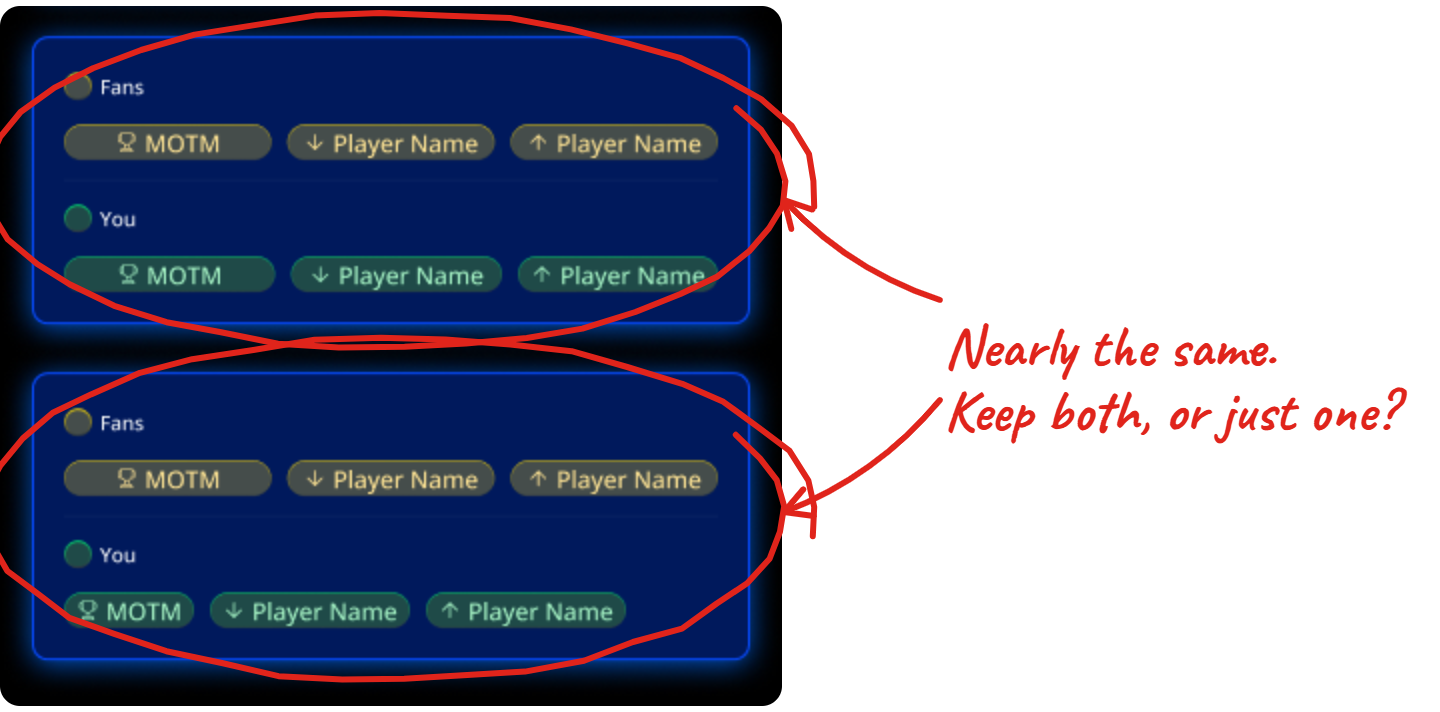 Fans
MOTM ↓ Player Name ↑ Player Name
You
MOTM ↓ Player Name ↑ Player Name
Nearly the same.
Keep both, or just one?
Fans
MOTM ↓ Player Name ↑ Player Name
You
MOTM ↓ Player Name ↑ Player Name